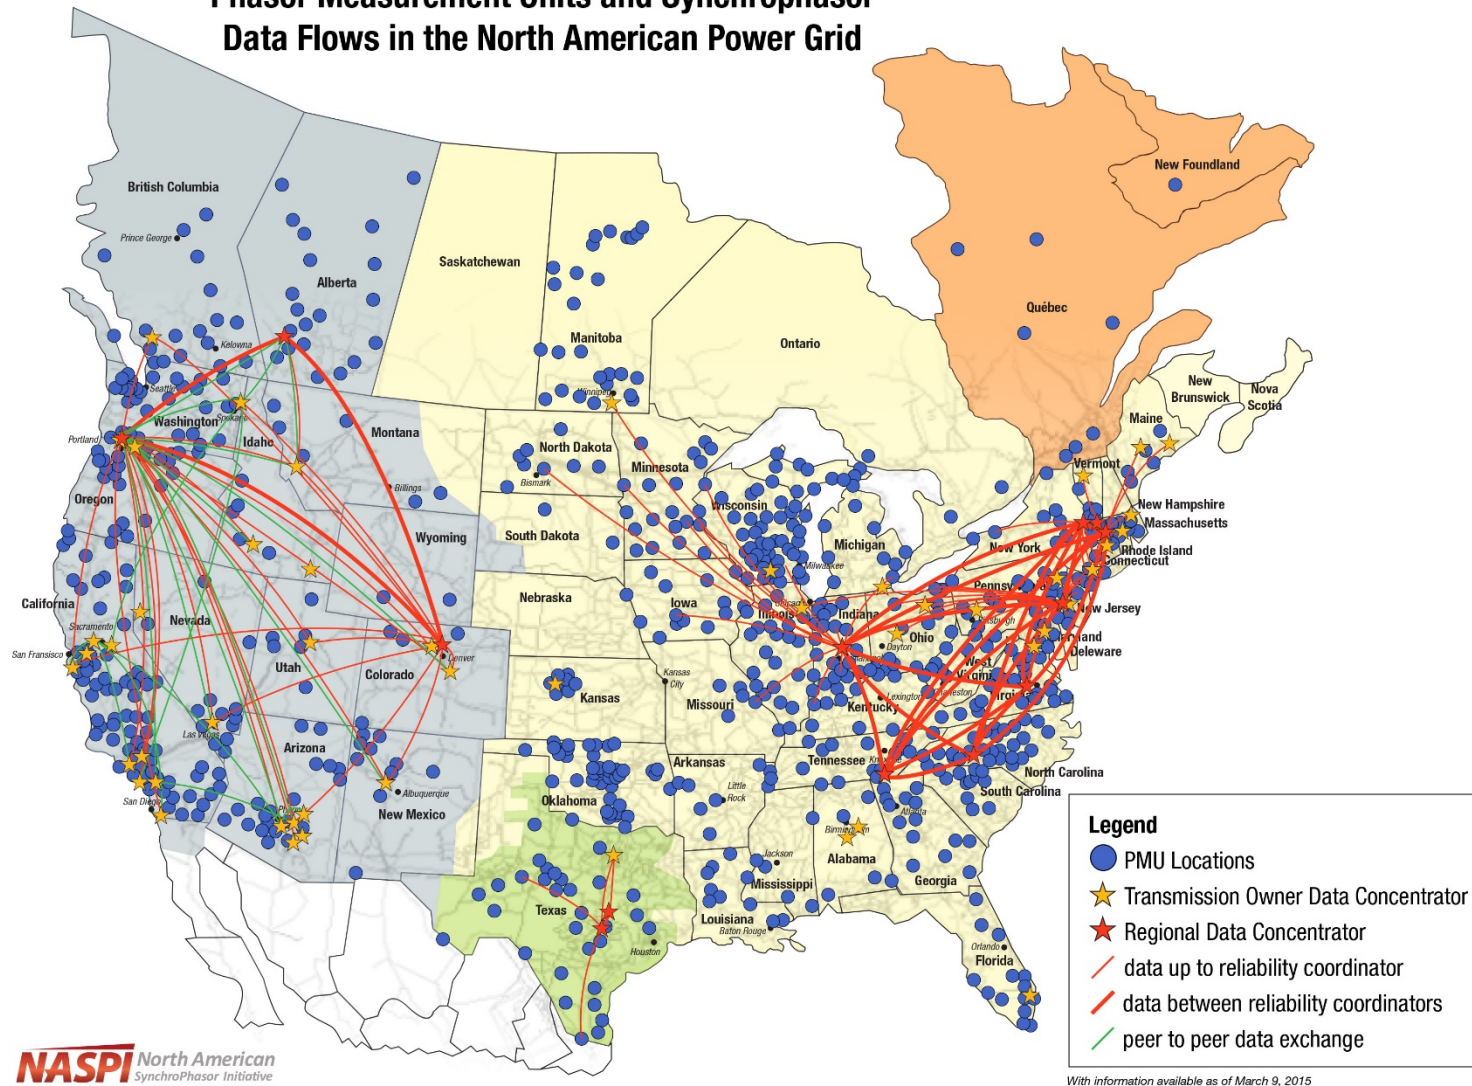 Phasor Measurement Units and Synchrophasor
Data Flows in the North American Power Grid
New Foundland
British Columbia
Prince George
Saskatchewan
Alberta
Québec
Manitoba
Ontario
Kelowna
New
Brunswick
Nova
Scotia
Seattle
Winnipeg
Maine
Washington
Spokane
Portland
Idaho
Montana
North Dakota
Minnesota
Vermont
Bismark
Billings
Oregon
Wisconsin
New Hampshire
Massachusetts
Wyoming
South Dakota
Michigan
New York
Rhode Island
Connecticut
Milwaukee
Nebraska
California
Nevada
Iowa
Illinois
Indiana
New Jersey
Sacramento
San Fransisco
Ohio
Dayton
Deleware
Denver
Utah
Colorado
Kansas
City
West
Kansas
Missouri
Lexington
Kentucky
Las Vegas
Arizona
Tennessee
Arkansas
North Carolina
South Carolina
Little
Rock
Oklahoma
San Diego
Albuquerque
New Mexico
Atlanta
Birmingham
Alabama
Jackson
Mississippi
Georgia
Texas
Louisiana
Baton Rouge
Houston
Orlando
Florida
Legend
PMU Locations
Transmission Owner Data Concentrator
Regional Data Concentrator
data up to reliability coordinator
data between reliability coordinators
peer to peer data exchange
NASPI North American
SynchroPhasor Initiative
With information available as of March 9, 2015